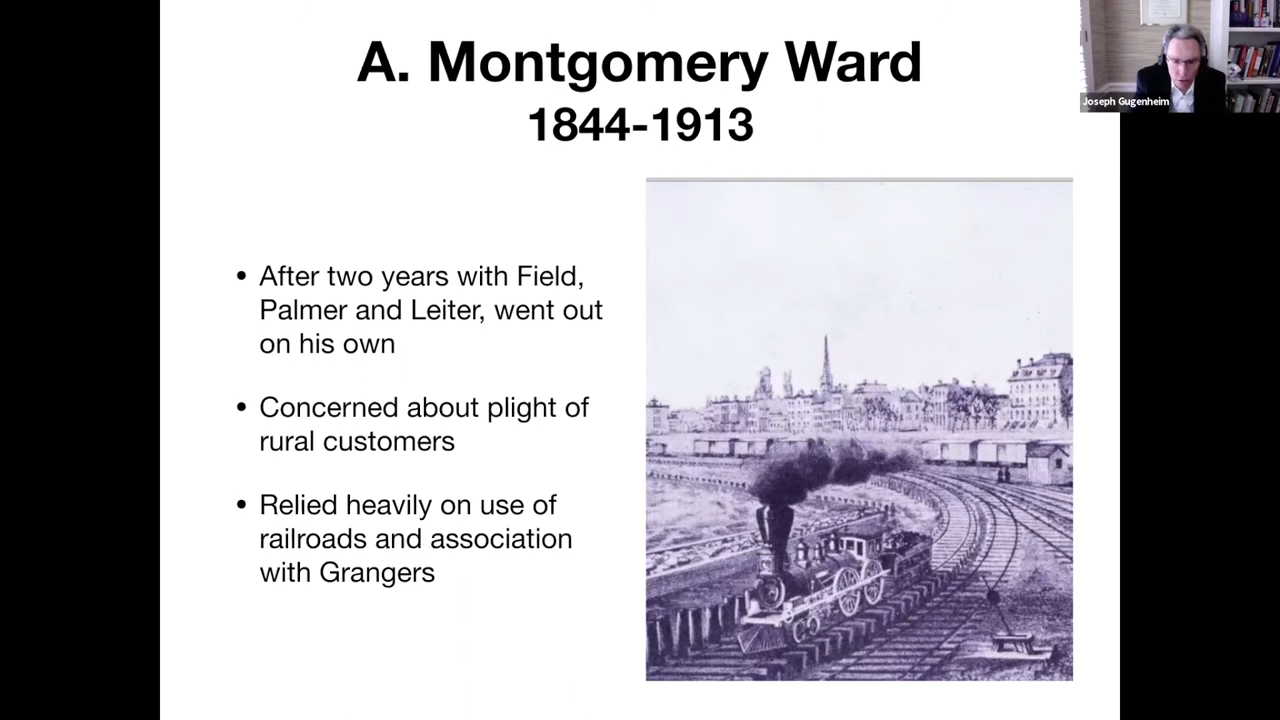 A. Montgomery Ward
1844-1913
Joseph Gugenheim
• After two years with Field,
Palmer and Leiter, went out
on his own
• Concerned about plight of
rural customers
• Relied heavily on use of
railroads and association
with Grangers